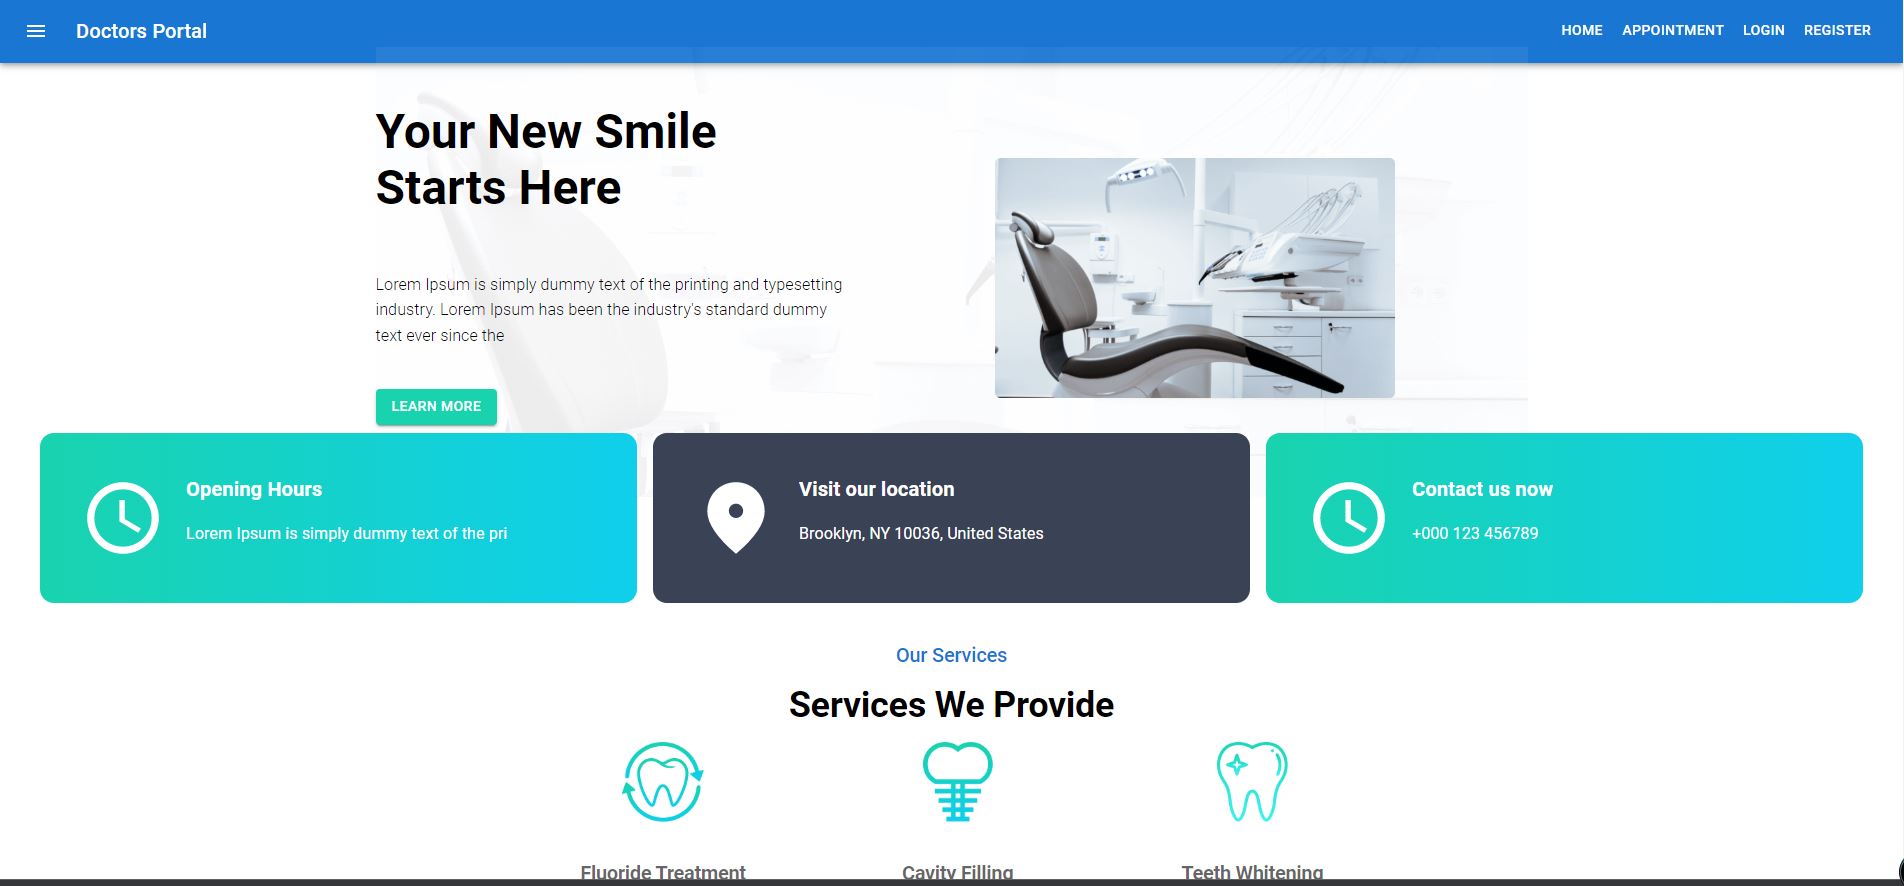 Doctors Portal
HOME
APPOINTMENT
LOGIN
REGISTER
Your New Smile
Starts Here
Lorem Ipsum is simply dummy text of the printing and typesetting
industry. Lorem Ipsum has been the industry's standard dummy
text ever since the
LEARN MORE
Opening Hours
Lorem Ipsum is simply dummy text of the pri
Visit our location
Brooklyn, NY 10036, United States
Contact us now
+000 123 456789
Our Services
Services We Provide
Fluoride Treatment
Cavity Filling
Teeth Whitening